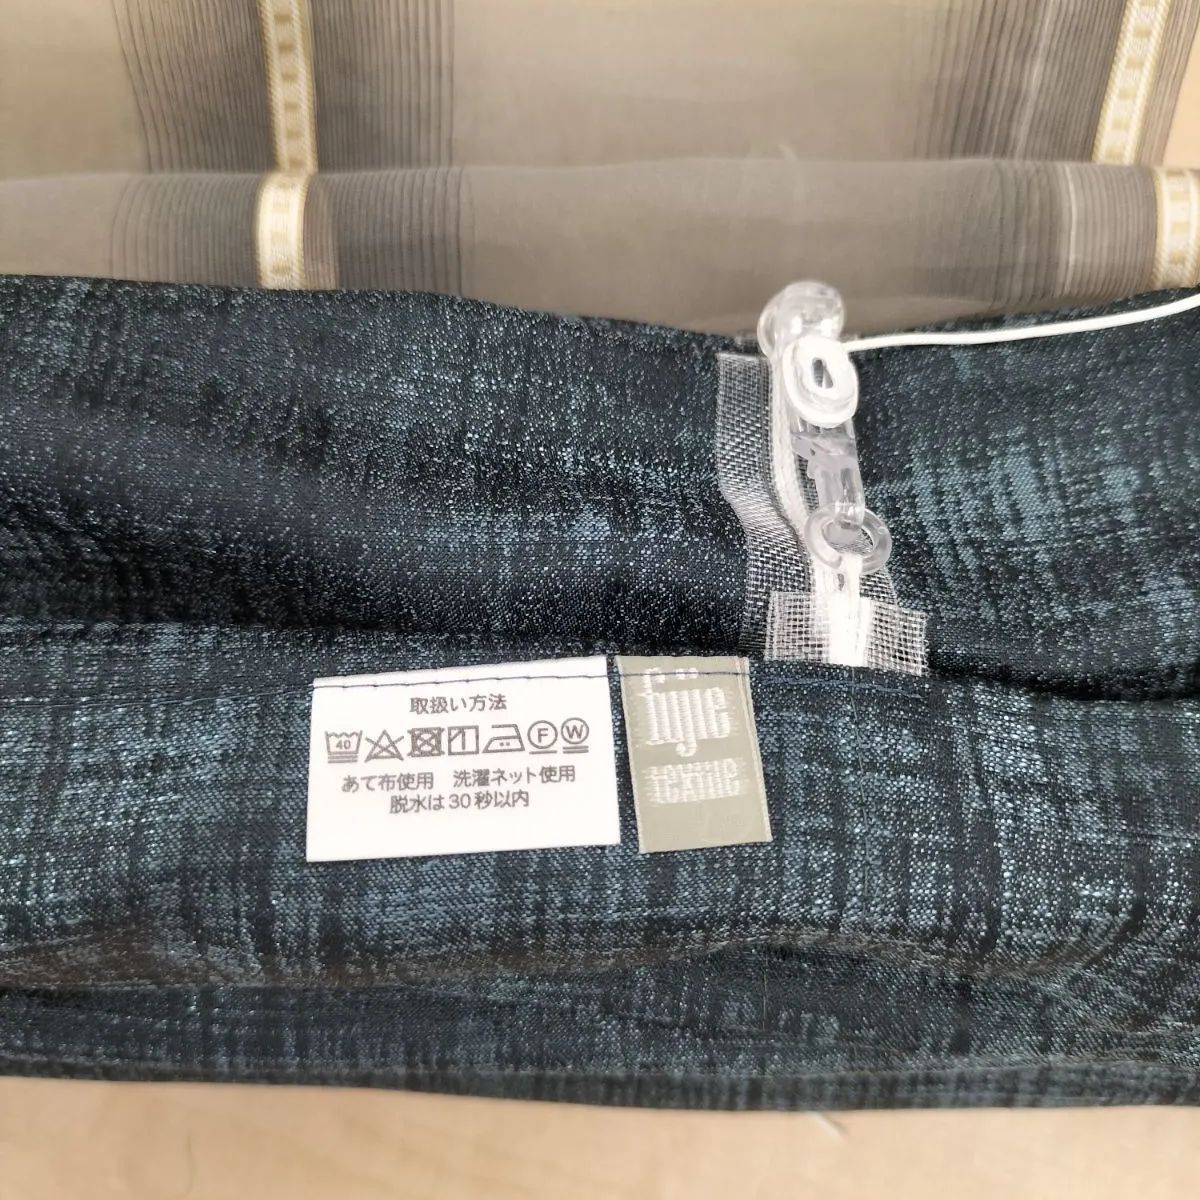 取扱い方法
40 F W
あて布使用 洗濯ネット使用
脱水は30秒以内
textile